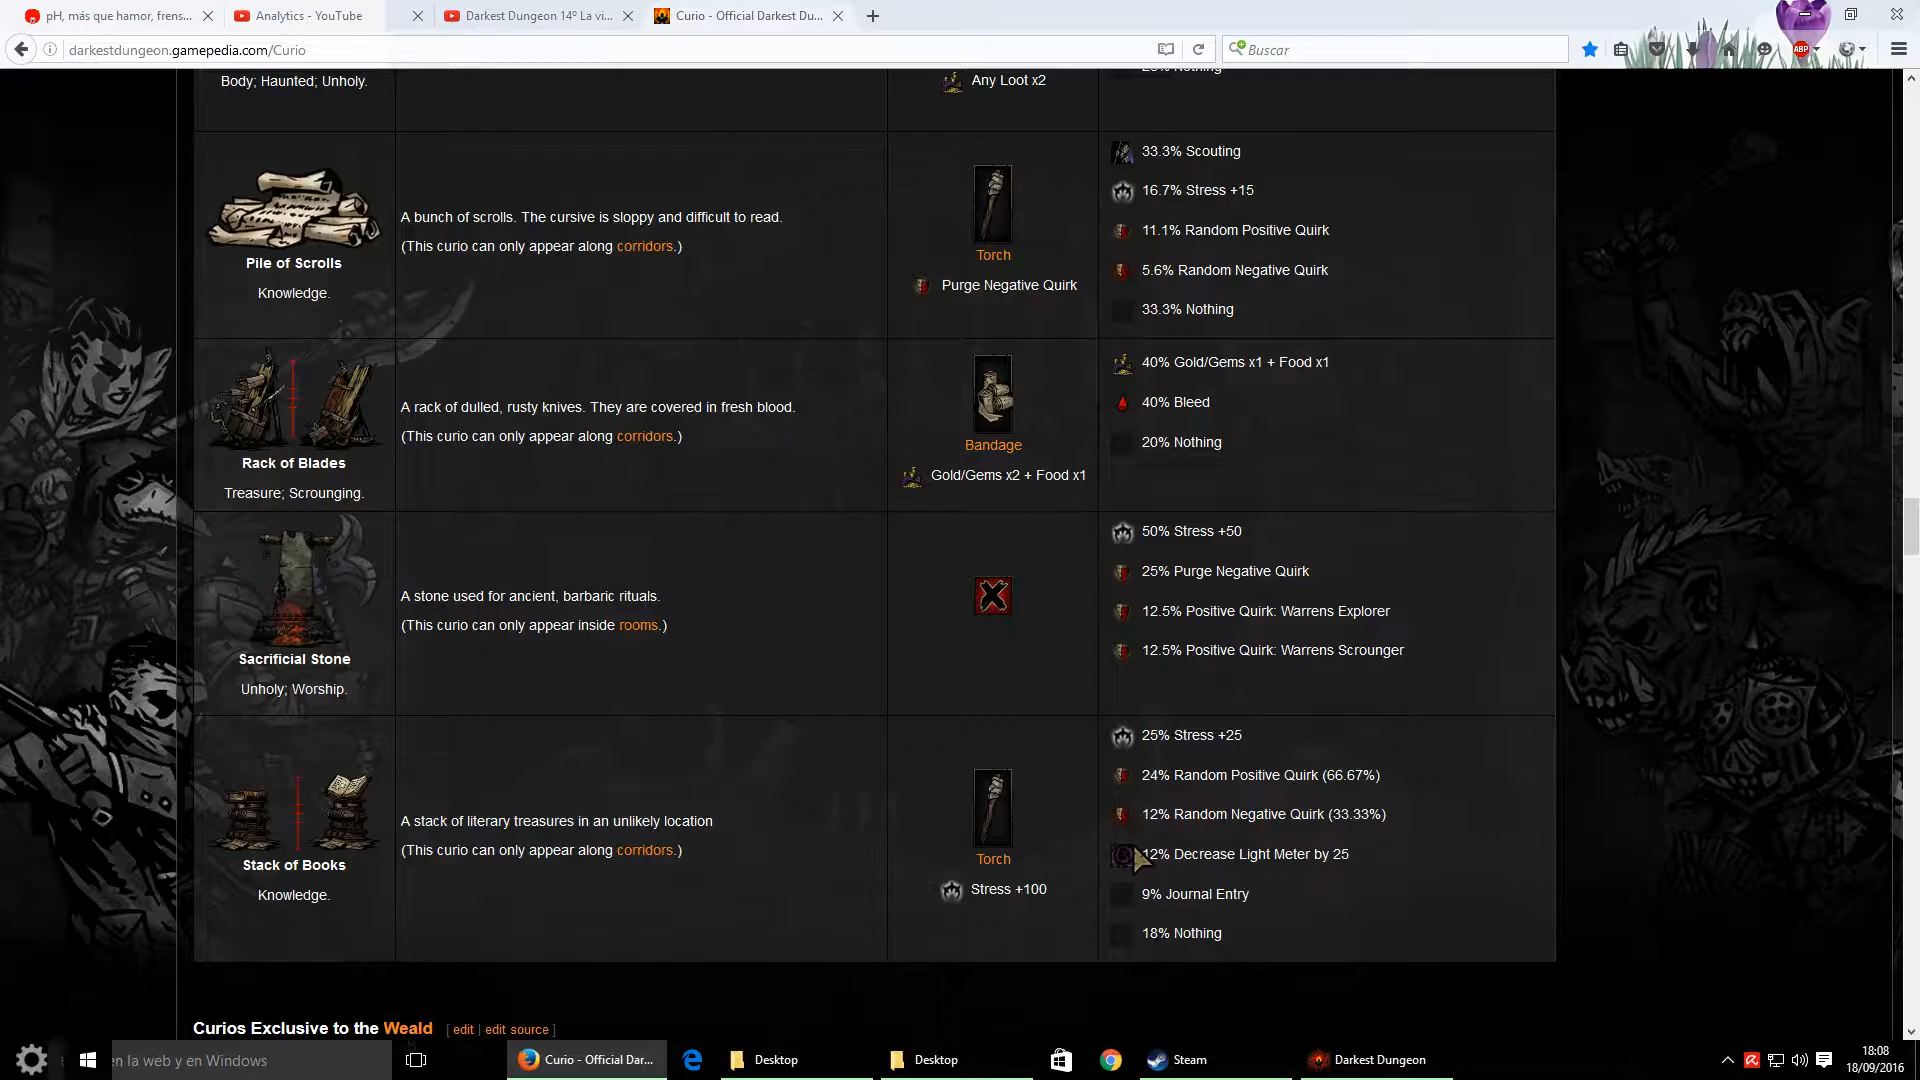 pH, más que hamor, frens...
Analytics - YouTube
Darkest Dungeon 14º La vi...
Curio - Official Darkest Du...
darkestdungeon.gamepedia.com/Curio
Buscar
ABP
Body; Haunted; Unholy.
Any Loot x2
Pile of Scrolls
Knowledge.
A bunch of scrolls. The cursive is sloppy and difficult to read.
(This curio can only appear along corridors.)
Torch
Purge Negative Quirk
33.3% Scouting
16.7% Stress +15
11.1% Random Positive Quirk
5.6% Random Negative Quirk
33.3% Nothing
Rack of Blades
Treasure; Scrounging.
A rack of dulled, rusty knives. They are covered in fresh blood.
(This curio can only appear along corridors.)
Bandage
Gold/Gems x2 + Food x1
40% Gold/Gems x1 + Food x1
40% Bleed
20% Nothing
Sacrificial Stone
Unholy; Worship.
A stone used for ancient, barbaric rituals.
(This curio can only appear inside rooms.)
50% Stress +50
25% Purge Negative Quirk
12.5% Positive Quirk: Warrens Explorer
12.5% Positive Quirk: Warrens Scrounger
Stack of Books
Knowledge.
A stack of literary treasures in an unlikely location
(This curio can only appear along corridors.)
Torch
Stress +100
25% Stress +25
24% Random Positive Quirk (66.67%)
12% Random Negative Quirk (33.33%)
12% Decrease Light Meter by 25
9% Journal Entry
18% Nothing
Curios Exclusive to the Weald [ edit | edit source ]
en la web y en Windows
Curio - Official Dar...
Desktop
Desktop
Steam
Darkest Dungeon
18:08
18/09/2016